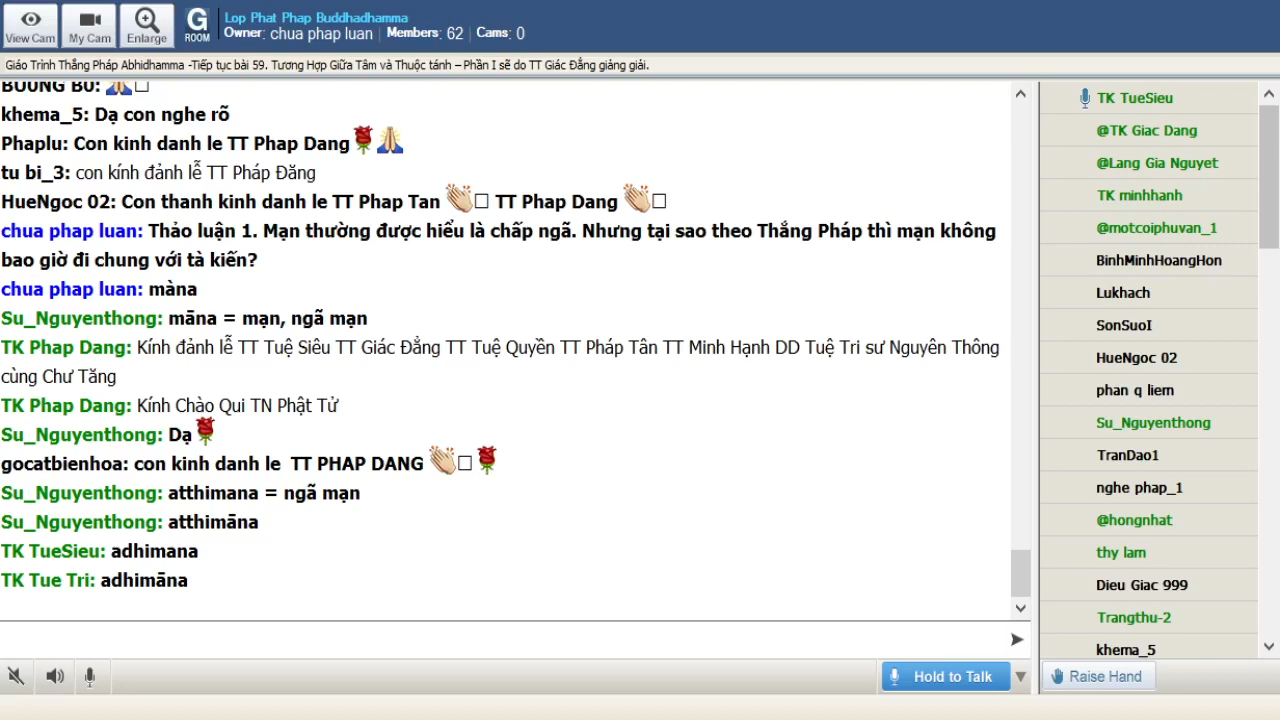 View Cam
My Cam
Enlarge
G
ROOM
Lop Phat Phap Buddhadhamma
Owner: chua phap luan | Members: 62 | Cams: 0
Giáo Trình Thắng Pháp Abhidhamma -Tiếp tục bài 59. Tương Hợp Giữa Tâm và Thuộc tánh – Phần I sẽ do TT Giác Đẳng giảng giải.
khema_5: Dạ con nghe rõ
Phaplu: Con kinh danh le TT Phap Dang
tu bi_3: con kính đảnh lễ TT Pháp Đăng
HueNgoc 02: Con thanh kinh danh le TT Phap Tan TT Phap Dang
chua phap luan: Thảo luận 1. Mạn thường được hiểu là chấp ngã. Nhưng tại sao theo Thắng Pháp thì mạn không
bao giờ đi chung với tà kiến?
chua phap luan: màna
Su_Nguyenthong: māna = mạn, ngã mạn
TK Phap Dang: Kính đảnh lễ TT Tuệ Siêu TT Giác Đẳng TT Tuệ Quyền TT Pháp Tân TT Minh Hạnh DD Tuệ Tri sư Nguyên Thông
cùng Chư Tăng
TK Phap Dang: Kính Chào Qui TN Phật Tử
Su_Nguyenthong: Dạ
gocatbienhoa: con kinh danh le TT PHAP DANG
Su_Nguyenthong: atthimana = ngã mạn
Su_Nguyenthong: atthimāna
TK TueSieu: adhimana
TK Tue Tri: adhimāna
Hold to Talk
TK TueSieu
@TK Giac Dang
@Lang Gia Nguyet
TK minhhanh
@motcoiphuvan_1
BinhMinhHoangHon
Lukhach
SonSuoI
HueNgoc 02
phan q liem
Su_Nguyenthong
TranDao1
nghe phap_1
@hongnhat
thy lam
Dieu Giac 999
Trangthu-2
khema_5
Raise Hand